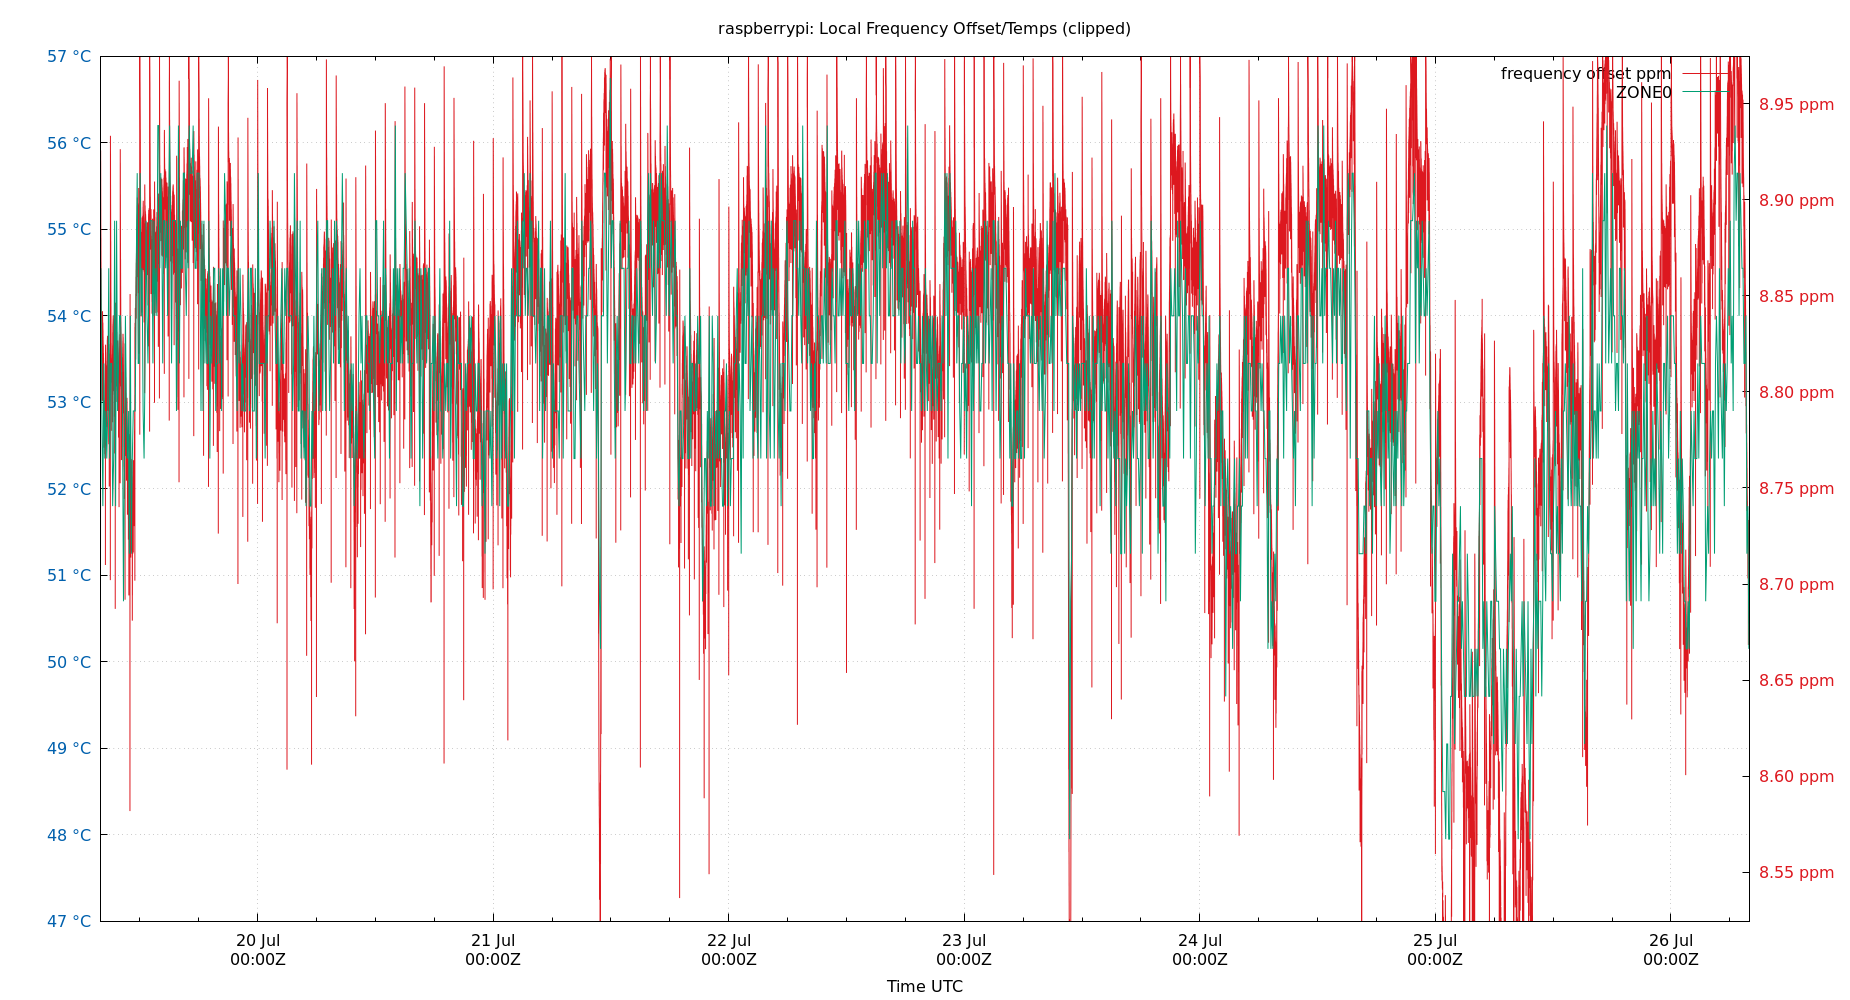 raspberrypi: Local Frequency Offset/Temps (clipped)
57 °C
56 °C
55 °C
54 °C
53 °C
52 °C
51 °C
50 °C
49 °C
48 °C
47 °C
frequency offset ppm
ZONE0
8.95 ppm
8.90 ppm
8.85 ppm
8.80 ppm
8.75 ppm
8.70 ppm
8.65 ppm
8.60 ppm
8.55 ppm
20 Jul
00:00Z
21 Jul
00:00Z
22 Jul
00:00Z
23 Jul
00:00Z
24 Jul
00:00Z
25 Jul
00:00Z
26 Jul
00:00Z
Time UTC